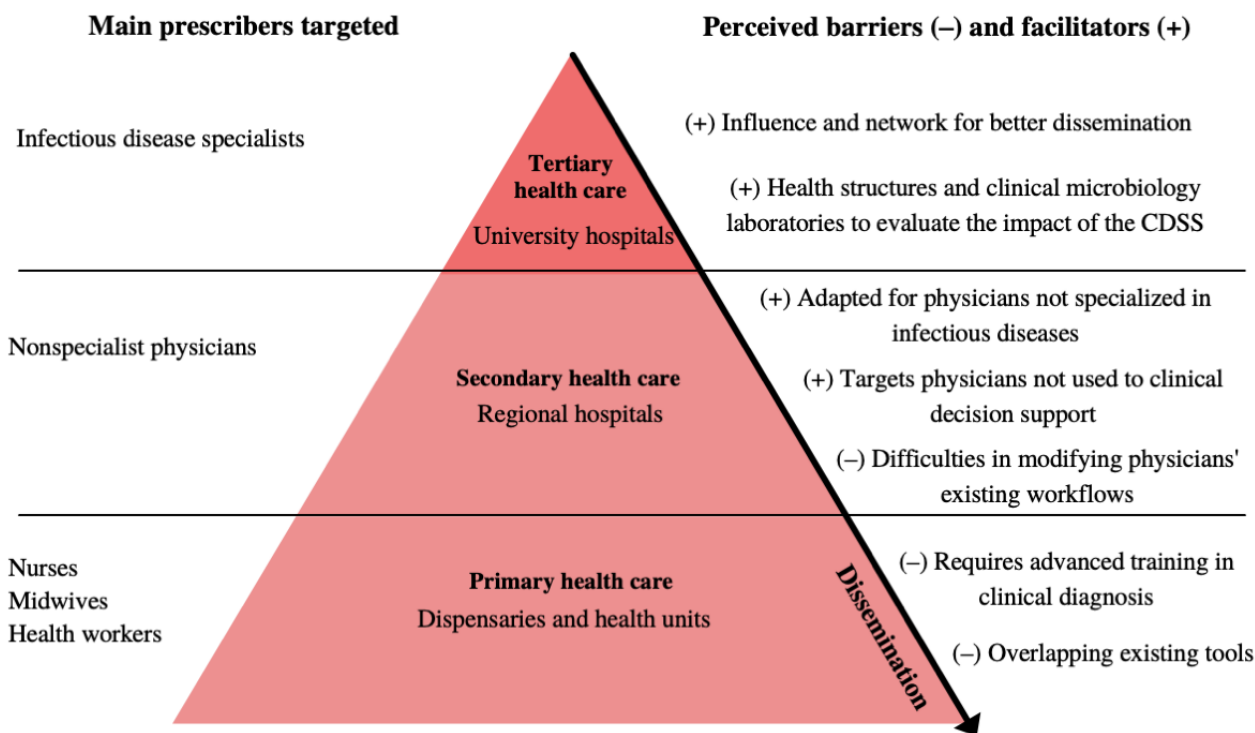 Main prescribers targeted
Perceived barriers (–) and facilitators (+)
Infectious disease specialists
Tertiary
health care
University hospitals
(+) Influence and network for better dissemination
(+) Health structures and clinical microbiology
laboratories to evaluate the impact of the CDSS
Nonspecialist physicians
Secondary health care
Regional hospitals
(+) Adapted for physicians not specialized in
infectious diseases
(+) Targets physicians not used to clinical
decision support
(–) Difficulties in modifying physicians'
existing workflows
Nurses
Midwives
Health workers
Primary health care
Dispensaries and health units
Dissemination
(–) Requires advanced training in
clinical diagnosis
(–) Overlapping existing tools